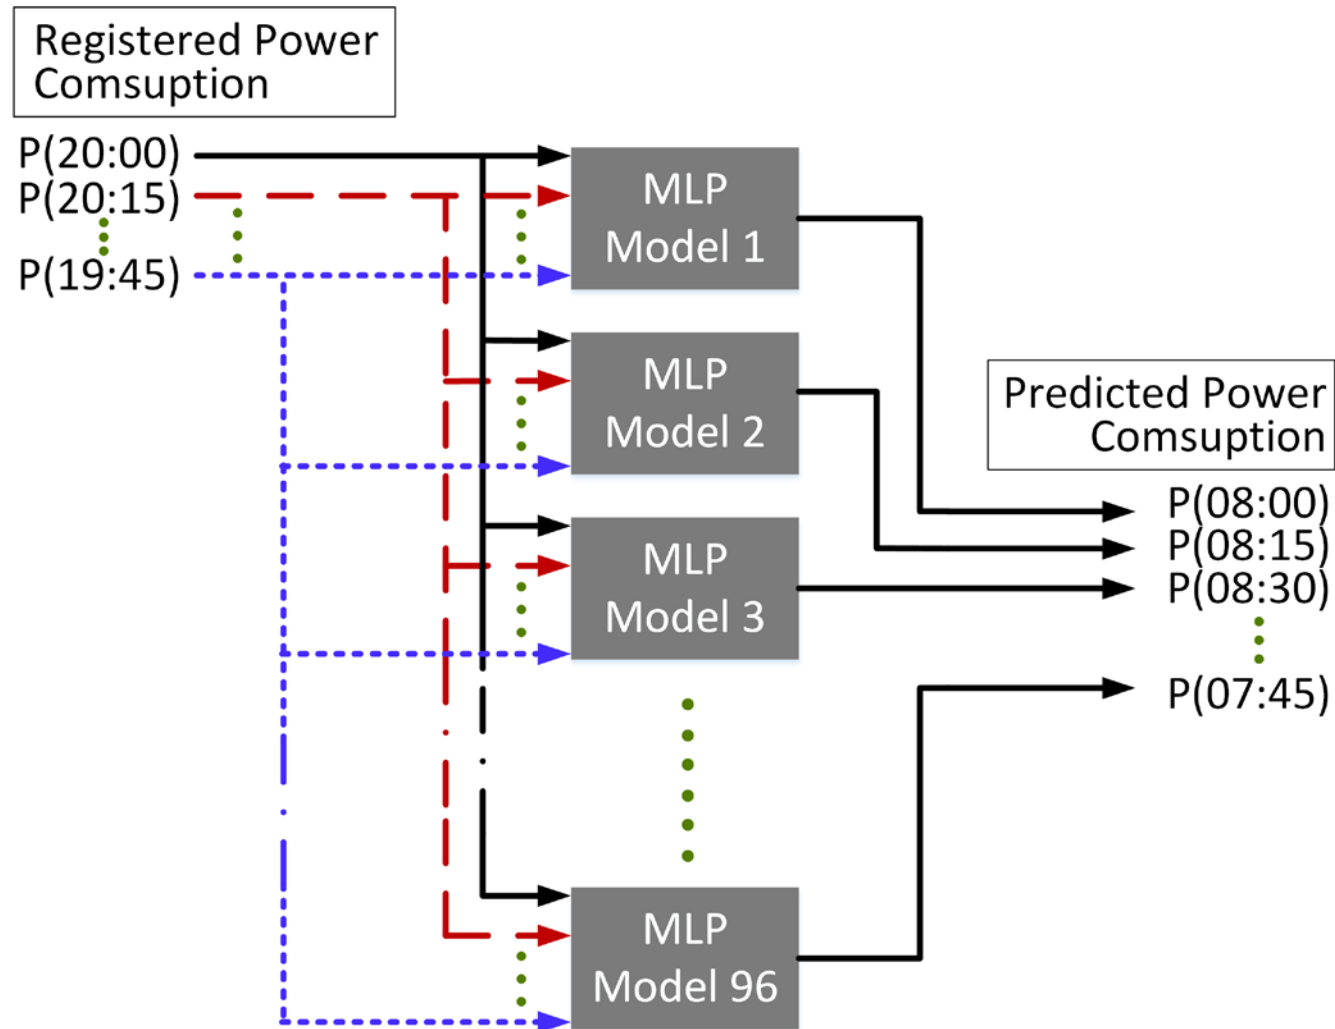 Registered Power
Comsuption
P(20:00)
P(20:15)
P(19:45)
MLP
Model 1
MLP
Model 2
MLP
Model 3
MLP
Model 96
Predicted Power
Comsuption
P(08:00)
P(08:15)
P(08:30)
P(07:45)